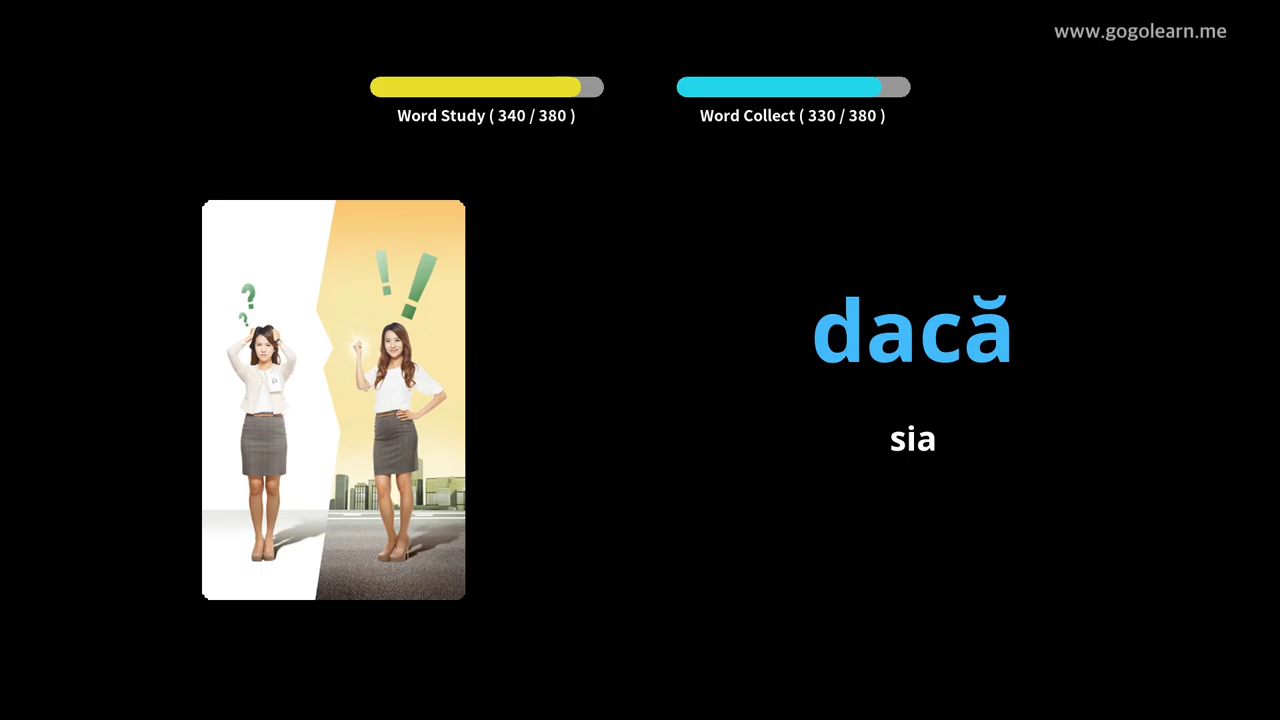 www.gogolearn.me
Word Study ( 340 / 380 )
Word Collect ( 330 / 380 )
? ?
! !
dacă
sia